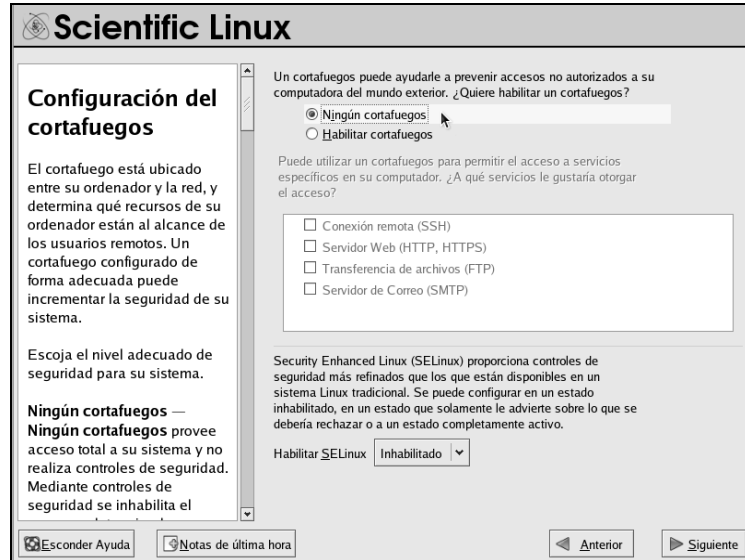 Scientific Linux
Configuración del
cortafuegos
El cortafuego está ubicado
entre su ordenador y la red, y
determina qué recursos de su
ordenador están al alcance de
los usuarios remotos. Un
cortafuego configurado de
forma adecuada puede
incrementar la seguridad de su
sistema.
Escoja el nivel adecuado de
seguridad para su sistema.
Ningún cortafuegos —
Ningún cortafuegos provee
acceso total a su sistema y no
realiza controles de seguridad.
Mediante controles de
seguridad se inhabilita el
Un cortafuegos puede ayudarle a prevenir accesos no autorizados a su
computadora del mundo exterior. ¿Quiere habilitar un cortafuegos?
Ningún cortafuegos
Habilitar cortafuegos
Puede utilizar un cortafuegos para permitir el acceso a servicios
específicos en su computador. ¿A qué servicios le gustaría otorgar
el acceso?
Conexión remota (SSH)
Servidor Web (HTTP, HTTPS)
Transferencia de archivos (FTP)
Servidor de Correo (SMTP)
Security Enhanced Linux (SELinux) proporciona controles de
seguridad más refinados que los que están disponibles en un
sistema Linux tradicional. Se puede configurar en un estado
inhabilitado, en un estado que solamente le advierte sobre lo que se
debería rechazar o a un estado completamente activo.
Habilitar SELinux Inhabilitado
Esconder Ayuda Notas de última hora Anterior Siguiente